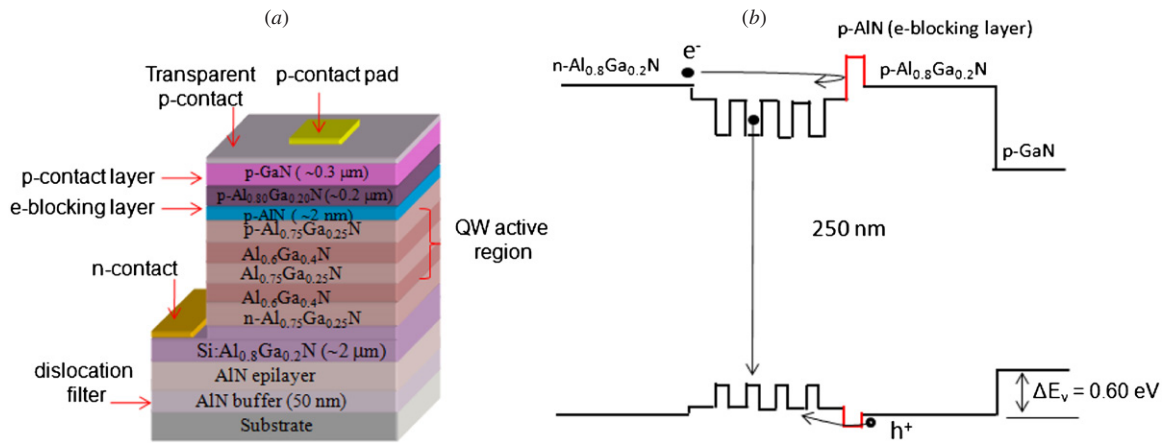 (a)
Transparent
p-contact
p-contact pad
p-contact layer
e-blocking layer
n-contact
dislocation
filter
p-GaN (~0.3 μm)
p-Al0.80Ga0.20N (~0.2 μm)
p-AlN ( ~2 nm)
p-Al0.75Ga0.25N
Al0.6Ga0.4N
Al0.75Ga0.25N
Al0.6Ga0.4N
n-Al0.75Ga0.25N
Si:Al0.8Ga0.2N (~2 μm)
AlN epilayer
AlN buffer (50 nm)
Substrate
QW active
region
(b)
p-AlN (e-blocking layer)
e-
n-Al0.8Ga0.2N
p-Al0.8Ga0.2N
p-GaN
250 nm
ΔEv = 0.60 eV
h+